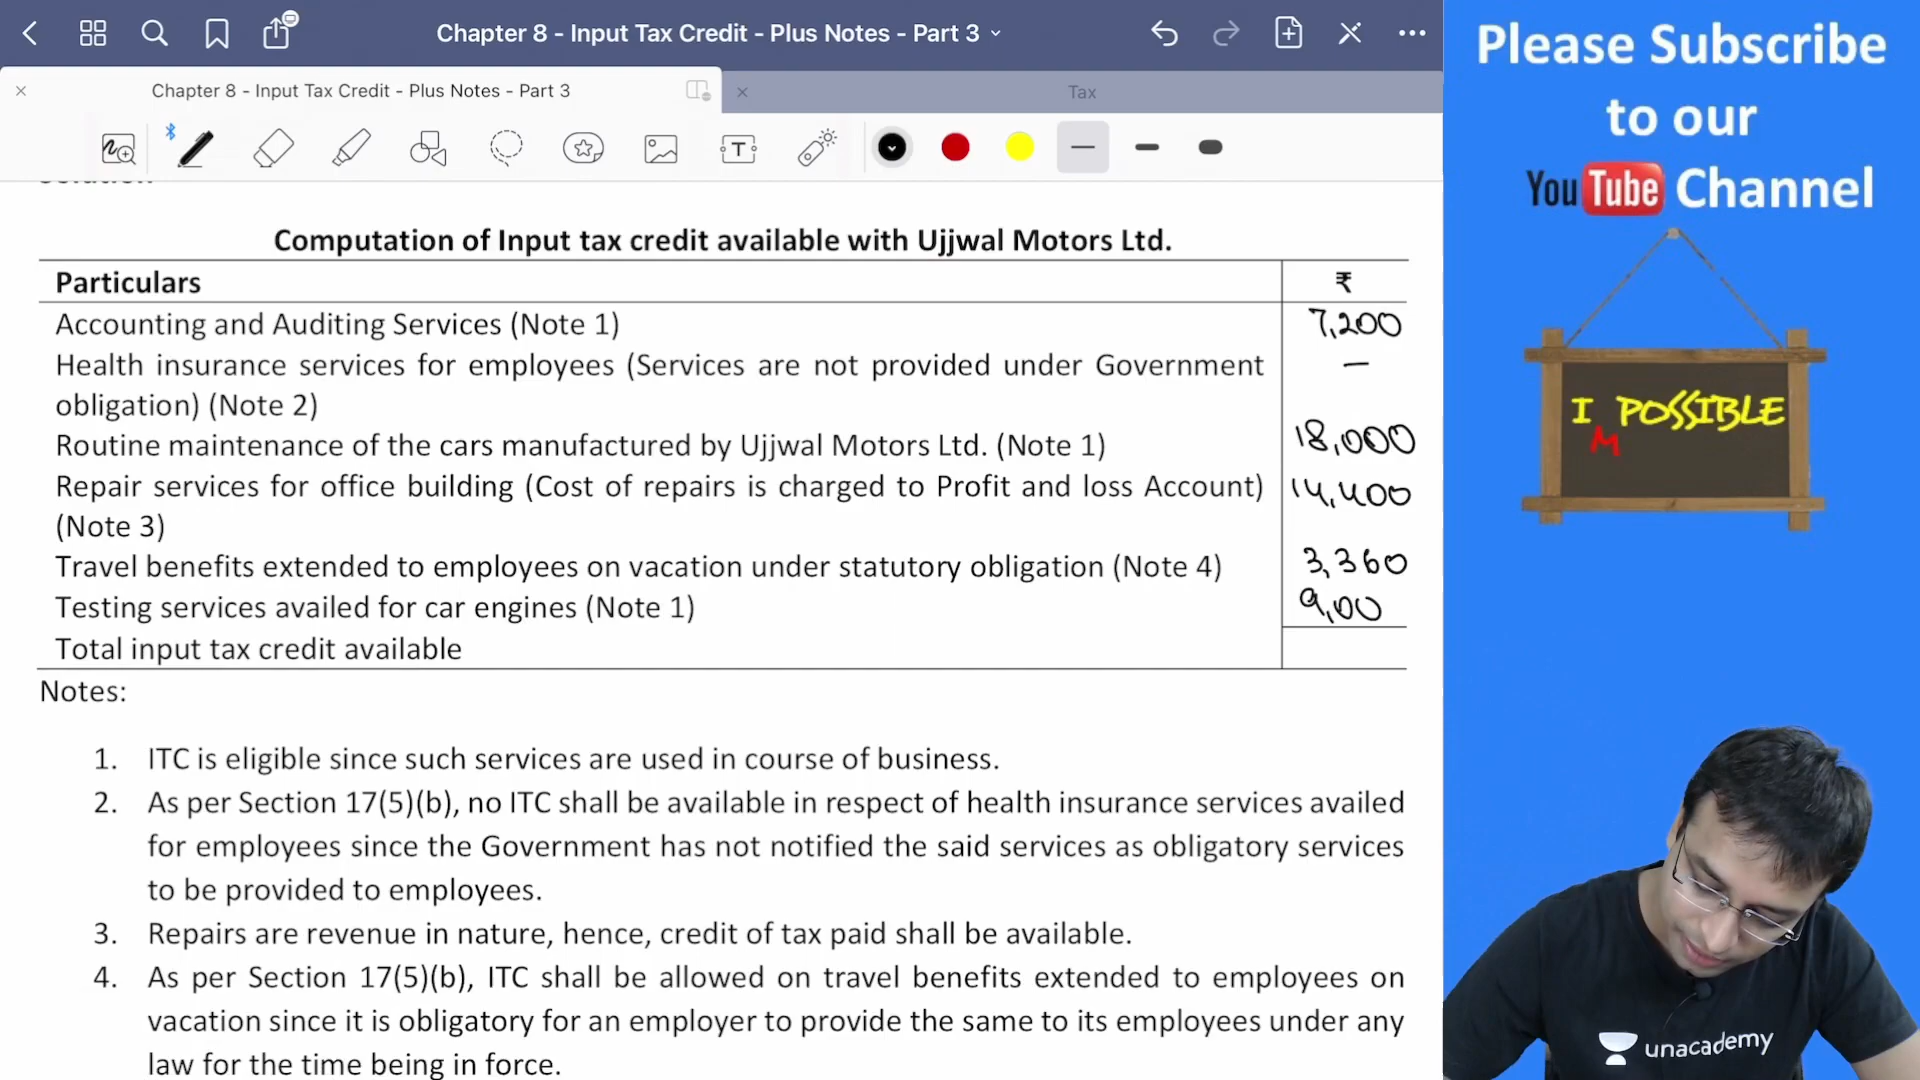 Chapter 8 - Input Tax Credit - Plus Notes - Part 3
Chapter 8 - Input Tax Credit - Plus Notes - Part 3
Tax
Computation of Input tax credit available with Ujjwal Motors Ltd.
Particulars ₹
Accounting and Auditing Services (Note 1) 7,200
Health insurance services for employees (Services are not provided under Government —
obligation) (Note 2)
Routine maintenance of the cars manufactured by Ujjwal Motors Ltd. (Note 1) 18,000
Repair services for office building (Cost of repairs is charged to Profit and loss Account) 14,400
(Note 3)
Travel benefits extended to employees on vacation under statutory obligation (Note 4) 3,360
Testing services availed for car engines (Note 1) 9,00
Total input tax credit available
Notes:
1. ITC is eligible since such services are used in course of business.
2. As per Section 17(5)(b), no ITC shall be available in respect of health insurance services availed
for employees since the Government has not notified the said services as obligatory services
to be provided to employees.
3. Repairs are revenue in nature, hence, credit of tax paid shall be available.
4. As per Section 17(5)(b), ITC shall be allowed on travel benefits extended to employees on
vacation since it is obligatory for an employer to provide the same to its employees under any
law for the time being in force.
Please Subscribe
to our
YouTube Channel
I POSSIBLE
M
unacademy